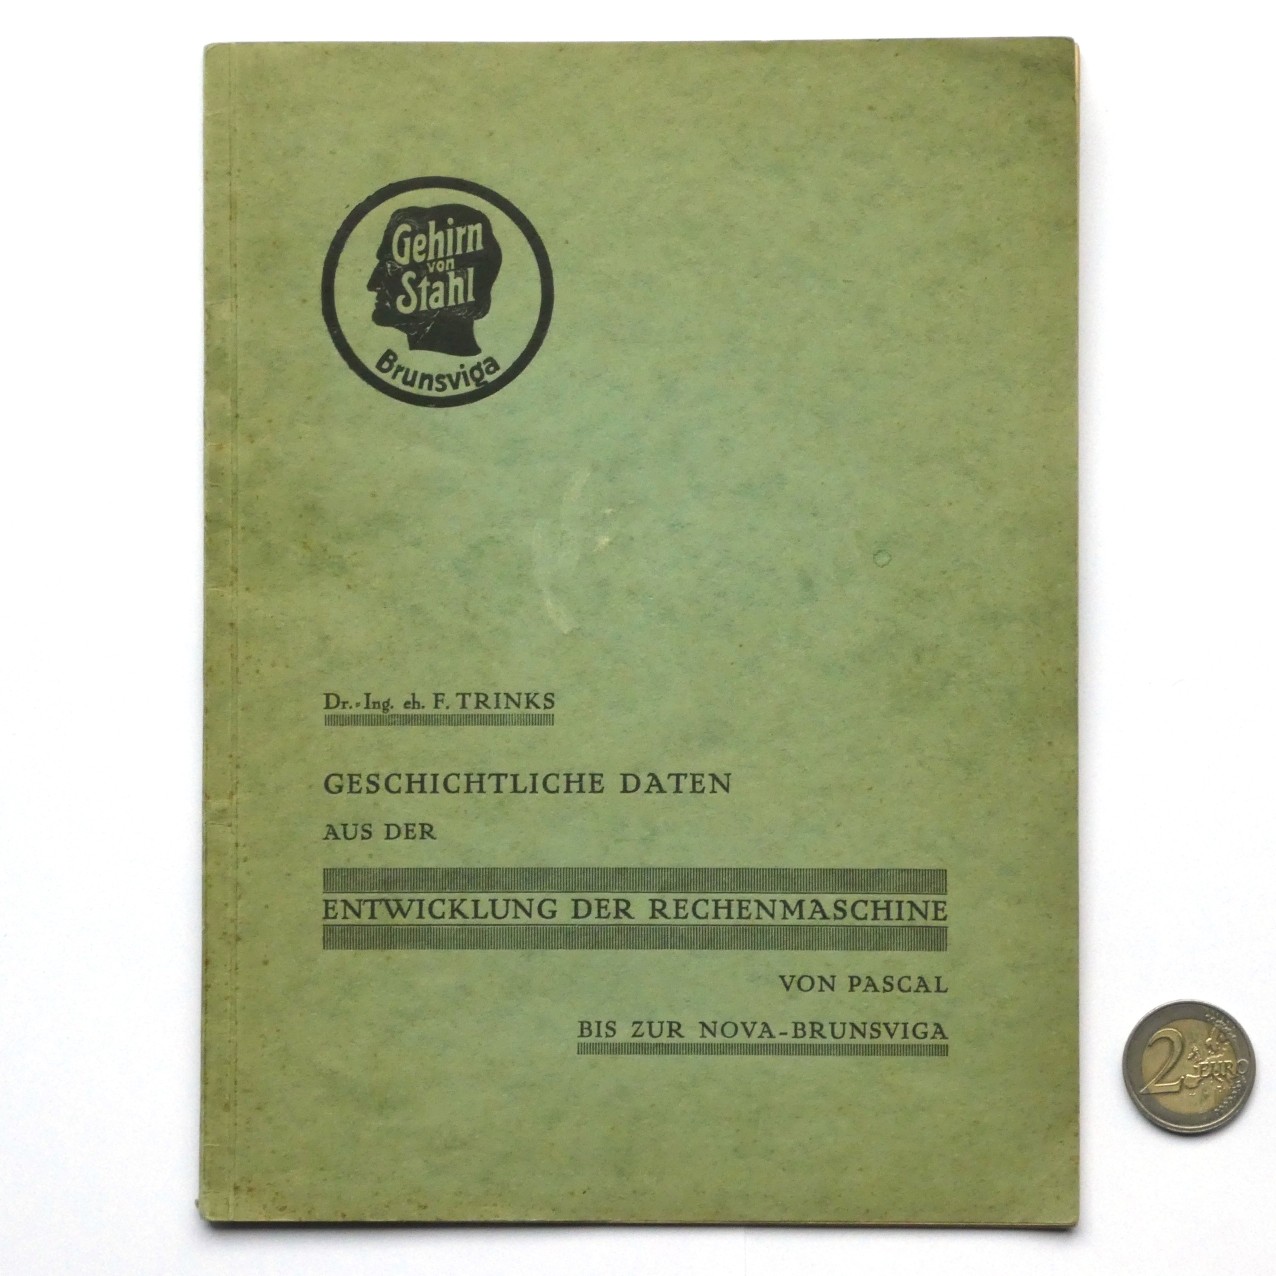 Gehirn
von
Stahl
Brunsviga
Dr.-Ing. eh. F. TRINKS
GESCHICHTLICHE DATEN
AUS DER
ENTWICKLUNG DER RECHENMASCHINE
VON PASCAL
BIS ZUR NOVA-BRUNSVIGA
2 EURO